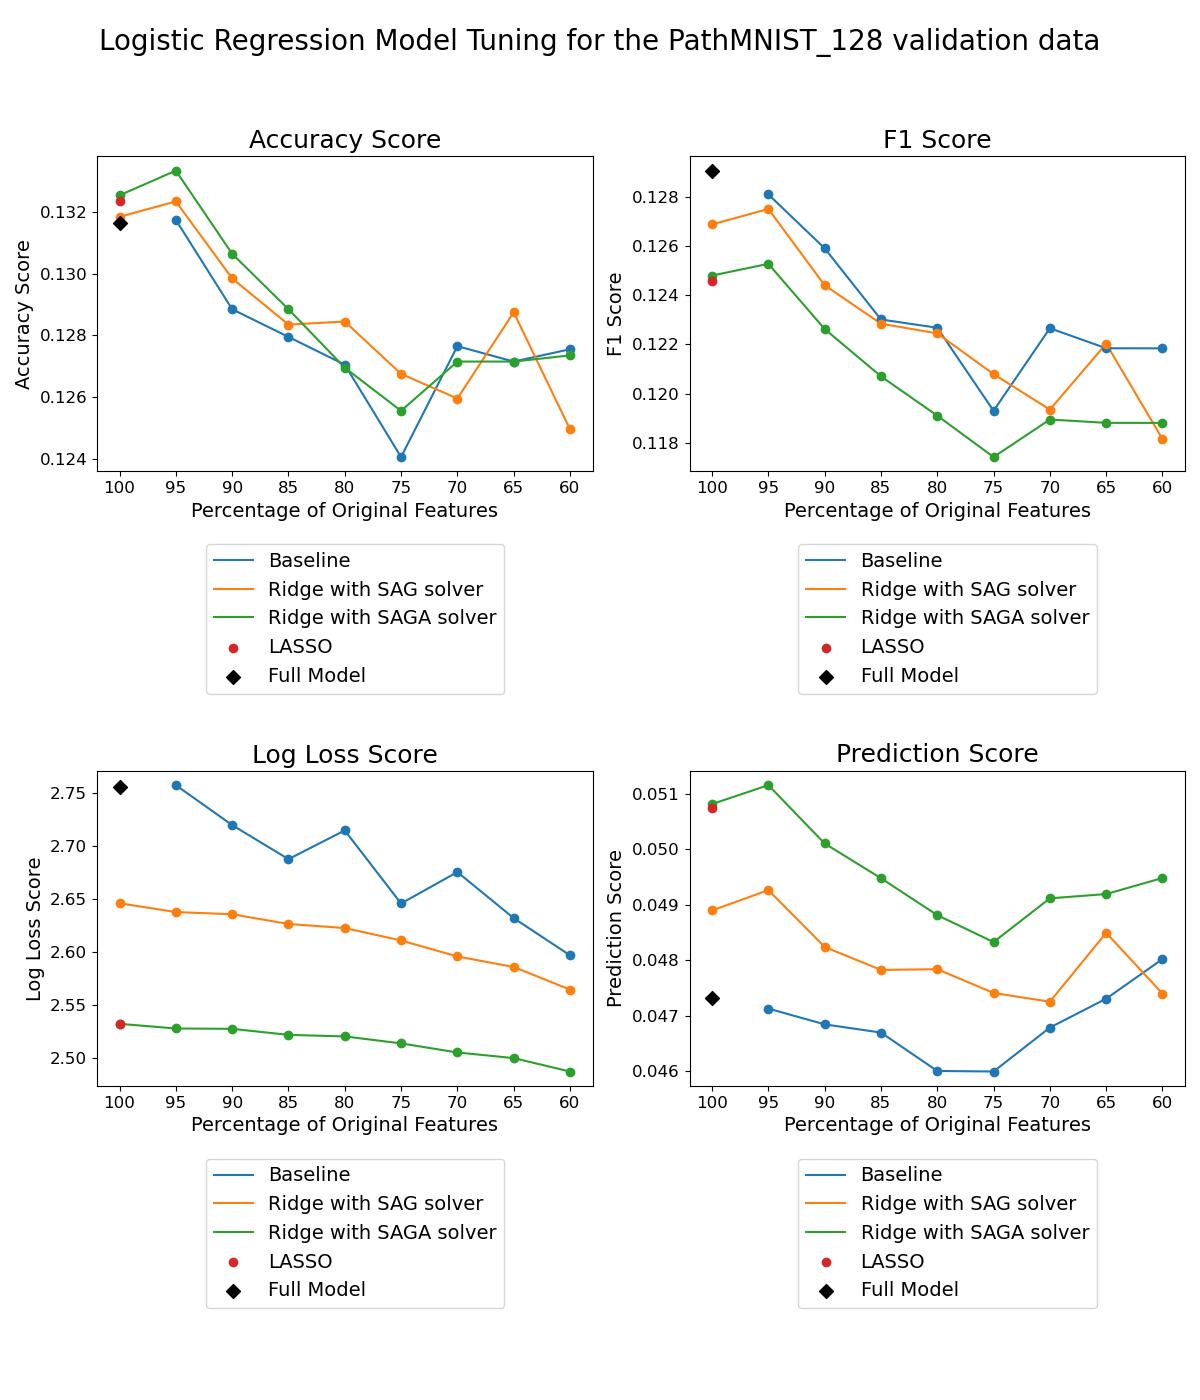 Logistic Regression Model Tuning for the PathMNIST_128 validation data
Accuracy Score
Accuracy Score
0.132
0.130
0.128
0.126
0.124
100 95 90 85 80 75 70 65 60
Percentage of Original Features
Baseline
Ridge with SAG solver
Ridge with SAGA solver
LASSO
Full Model
F1 Score
F1 Score
0.128
0.126
0.124
0.122
0.120
0.118
100 95 90 85 80 75 70 65 60
Percentage of Original Features
Baseline
Ridge with SAG solver
Ridge with SAGA solver
LASSO
Full Model
Log Loss Score
Log Loss Score
2.75
2.70
2.65
2.60
2.55
2.50
100 95 90 85 80 75 70 65 60
Percentage of Original Features
Baseline
Ridge with SAG solver
Ridge with SAGA solver
LASSO
Full Model
Prediction Score
Prediction Score
0.051
0.050
0.049
0.048
0.047
0.046
100 95 90 85 80 75 70 65 60
Percentage of Original Features
Baseline
Ridge with SAG solver
Ridge with SAGA solver
LASSO
Full Model